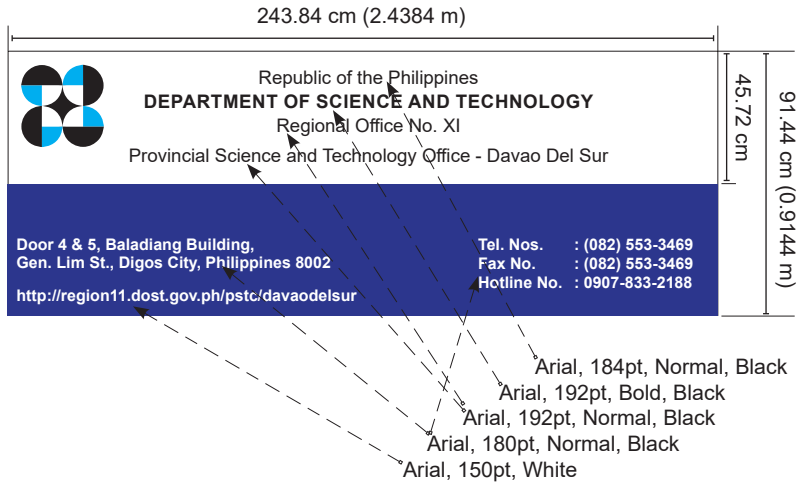 243.84 cm (2.4384 m)
Republic of the Philippines
DEPARTMENT OF SCIENCE AND TECHNOLOGY
Regional Office No. XI
Provincial Science and Technology Office - Davao Del Sur
45.72 cm
91.44 cm (0.9144 m)
Door 4 & 5, Baladiang Building,
Gen. Lim St., Digos City, Philippines 8002
http://region11.dost.gov.ph/pstc/davaodelsur
Tel. Nos. : (082) 553-3469
Fax No. : (082) 553-3469
Hotline No. : 0907-833-2188
Arial, 184pt, Normal, Black
Arial, 192pt, Bold, Black
Arial, 192pt, Normal, Black
Arial, 180pt, Normal, Black
Arial, 150pt, White